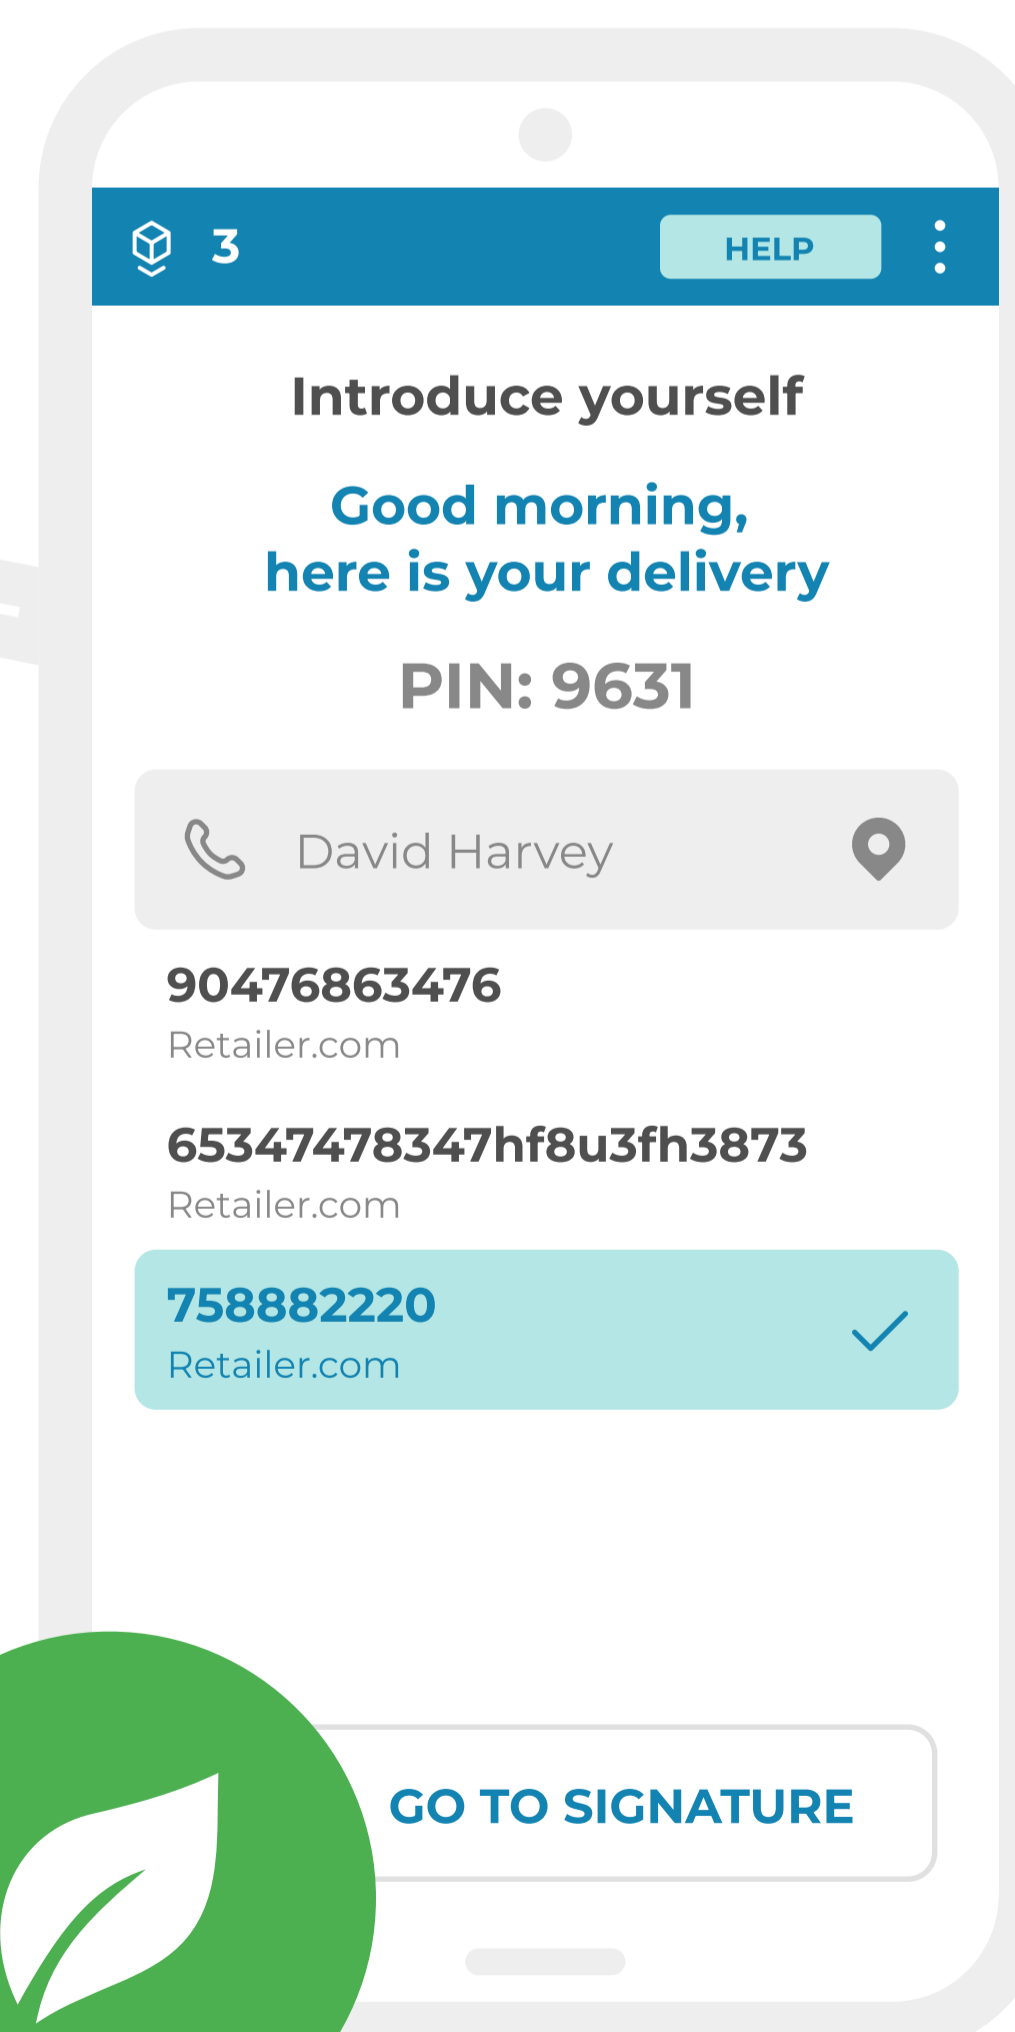 3
HELP
Introduce yourself
Good morning,
here is your delivery
PIN: 9631
David Harvey
90476863476
Retailer.com
65347478347hf8u3fh3873
Retailer.com
758882220
Retailer.com
GO TO SIGNATURE